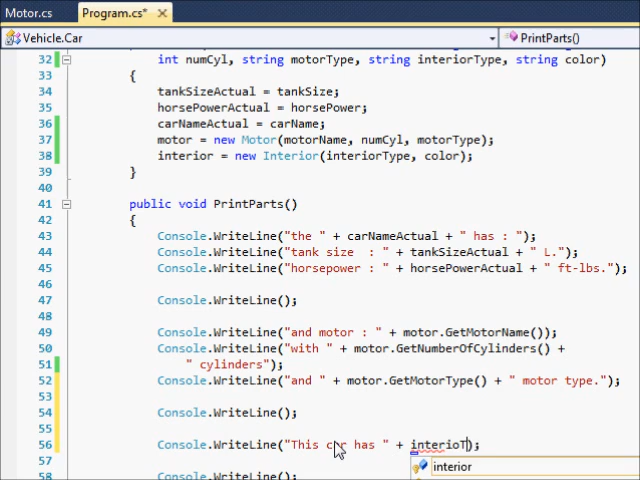 Motor.cs Program.cs*
Vehicle.Car PrintParts()
32 int numCyl, string motorType, string interiorType, string color)
33 {
34 tankSizeActual = tankSize;
35 horsePowerActual = horsePower;
36 carNameActual = carName;
37 motor = new Motor(motorName, numCyl, motorType);
38 interior = new Interior(interiorType, color);
39 }
40
41 public void PrintParts()
42 {
43 Console.WriteLine("the " + carNameActual + " has : ");
44 Console.WriteLine("tank size  : " + tankSizeActual + " L.");
45 Console.WriteLine("horsepower : " + horsePowerActual + " ft-lbs.");
46
47 Console.WriteLine();
48
49 Console.WriteLine("and motor : " + motor.GetMotorName());
50 Console.WriteLine("with " + motor.GetNumberOfCylinders() +
51 " cylinders");
52 Console.WriteLine("and " + motor.GetMotorType() + " motor type.");
53
54 Console.WriteLine();
55
56 Console.WriteLine("This car has " + interioT);
57 interior
58 Console.WriteLine();